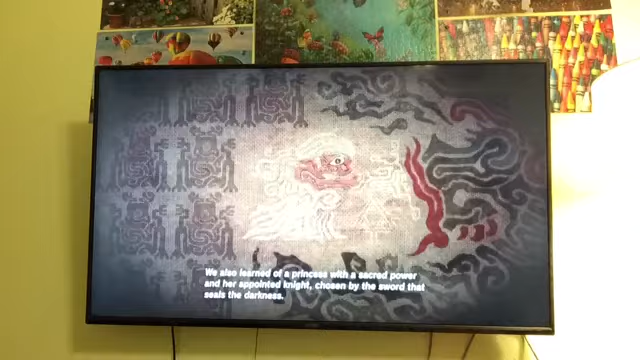 We also learned of a princess with a sacred power
and her appointed knight, chosen by the sword that
seals the darkness.